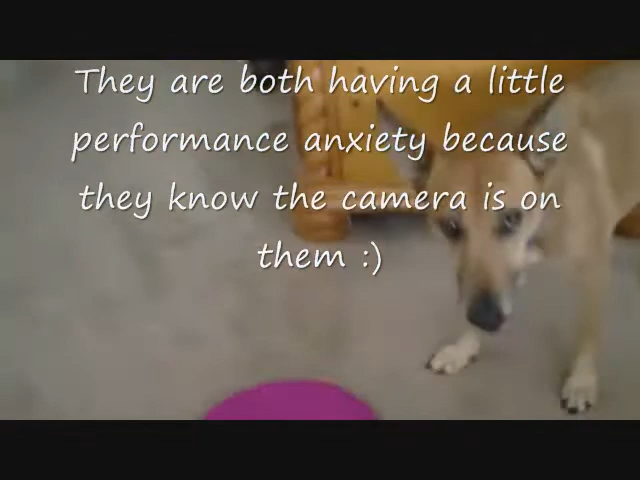 They are both having a little
performance anxiety because
they know the camera is on
them :)